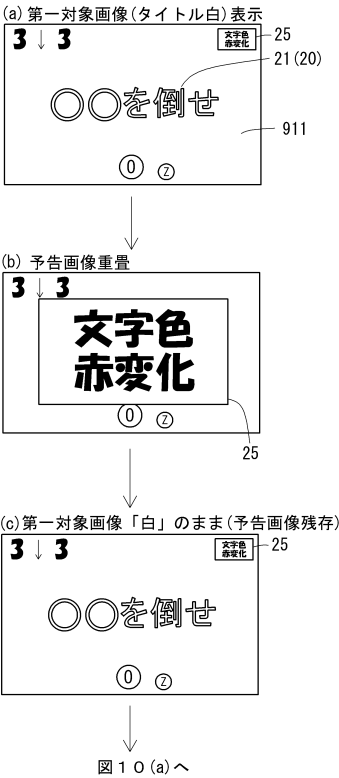 (a)第一対象画像(タイトル白)表示
3↓3
文字色
赤変化
25
21(20)
○○を倒せ
911
0
Z
(b) 予告画像重畳
3↓3
文字色
赤変化
0
Z
25
(c)第一対象画像「白」のまま(予告画像残存)
3↓3
文字色
赤変化
25
○○を倒せ
0
Z
図10(a)へ